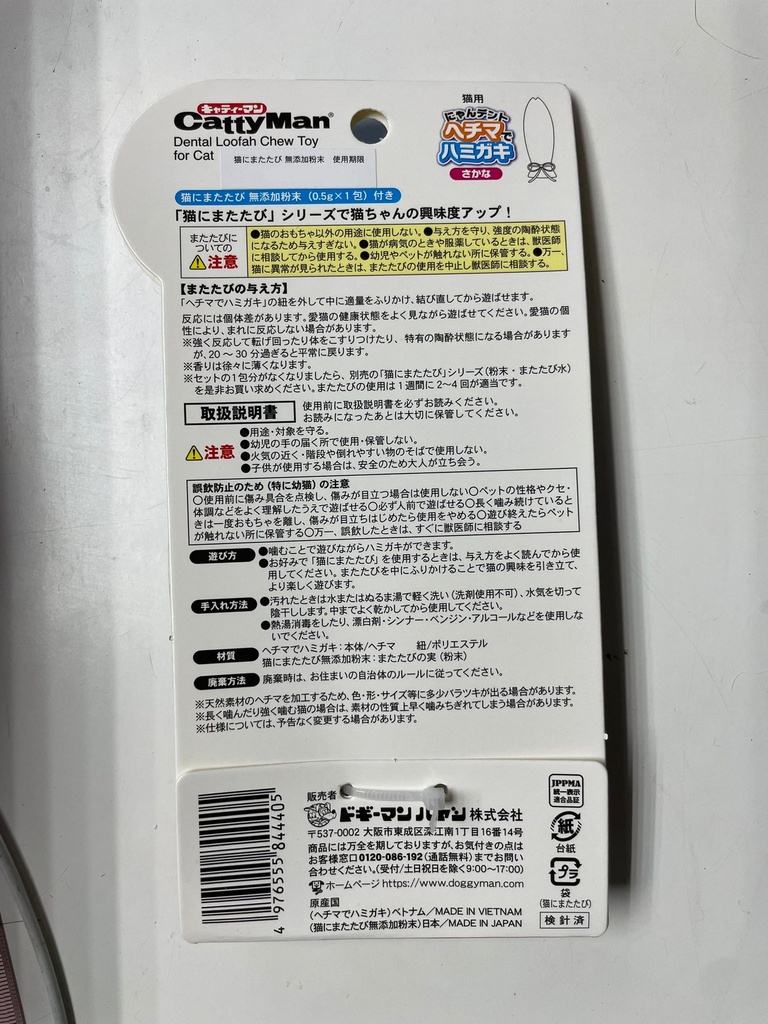 キャティーマン
CattyMan®
Dental Loofah Chew Toy
for Cat
猫にまたたび 無添加粉末 使用期限
猫用
にゃんデント
ヘチマで
ハミガキ
さかな
猫にまたたび 無添加粉末（0.5g×1包）付き
「猫にまたたび」シリーズで猫ちゃんの興味度アップ！
またたびに
ついての
注意
●猫のおもちゃ以外の用途に使用しない。●与え方を守り、強度の陶酔状態
になるため与えすぎない。●猫が病気のときや服薬しているときは、獣医師
に相談してから使用する。●幼児やペットが触れない所に保管する。●万一、
猫に異常が見られたときは、またたびの使用を中止し獣医師に相談する。
【またたびの与え方】
「ヘチマでハミガキ」の紐を外して中に適量をふりかけ、結び直してから遊ばせます。
反応には個体差があります。愛猫の健康状態をよく見ながら遊ばせてください。愛猫の個
性により、まれに反応しない場合があります。
※強く反応して転げ回ったり体をこすりつけたり、特有の陶酔状態になる場合があります
が、20～30分過ぎると平常に戻ります。
※香りは徐々に薄くなります。
※セットの1包分がなくなりましたら、別売の「猫にまたたび」シリーズ（粉末・またたび水）
を是非お買い求めください。またたびの使用は1週間に2～4回が適当です。
取扱説明書
使用前に取扱説明書を必ずお読みください。
お読みになったあとは大切に保管してください。
注意
●用途・対象を守る。
●幼児の手の届く所で使用・保管しない。
●火気の近く・階段や倒れやすい物のそばで使用しない。
●子供が使用する場合は、安全のため大人が立ち会う。
誤飲防止のため（特に幼猫）の注意
○使用前に傷み具合を点検し、傷みが目立つ場合は使用しない○ペットの性格やクセ・
体調などをよく理解したうえで遊ばせる○必ず人前で遊ばせる○長く噛み続けていると
きは一度おもちゃを離し、傷みが目立ちはじめたら使用をやめる○遊び終えたらペット
が触れない所に保管する○万一、誤飲したときは、すぐに獣医師に相談する
遊び方
●噛むことで遊びながらハミガキができます。
●お好みで「猫にまたたび」を使用するときは、与え方をよく読んでから使
用してください。またたびを中にふりかけることで猫の興味を引き立て、
より楽しく遊びます。
手入れ方法
●汚れたときは水またはぬるま湯で軽く洗い（洗剤使用不可）、水気を切って
陰干しします。中までよく乾かしてから使用してください。
●熱湯消毒をしたり、漂白剤・シンナー・ベンジン・アルコールなどを使用しな
いでください。
材質
ヘチマでハミガキ：本体/ヘチマ 紐/ポリエステル
猫にまたたび無添加粉末：またたびの実（粉末）
廃棄方法
廃棄時は、お住まいの自治体のルールに従ってください。
※天然素材のヘチマを加工するため、色・形・サイズ等に多少バラツキが出る場合があります。
※長く噛んだり強く噛む猫の場合は、素材の性質上早く噛みちぎれてしまう場合があります。
※仕様については、予告なく変更する場合があります。
4976555844405
販売者
ドギーマンハヤシ株式会社
〒537-0002 大阪市東成区深江南1丁目16番14号
商品には万全を期しておりますが、お気付きの点は
お客様窓口0120-086-192（通話無料）までお問い
合わせください。（受付/土日祝日を除く9:00～17:00）
ホームページ https://www.doggyman.com
原産国
（ヘチマでハミガキ）ベトナム／MADE IN VIETNAM
（猫にまたたび無添加粉末）日本／MADE IN JAPAN
JPPMA
統一表示
適合品証
紙
台紙
プラ
袋
（猫にまたたび）
検針済